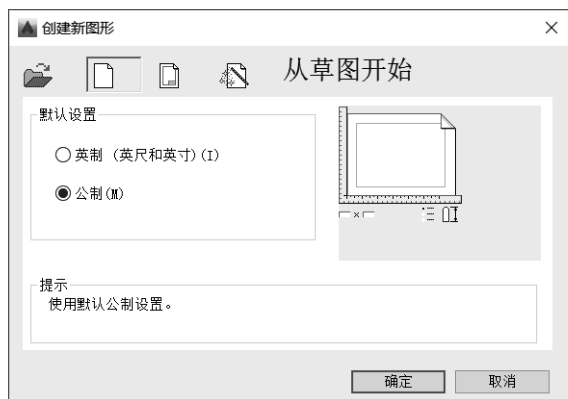 创建新图形
从草图开始
默认设置
英制 (英尺和英寸)(I)
公制(M)
提示
使用默认公制设置。
确定
取消